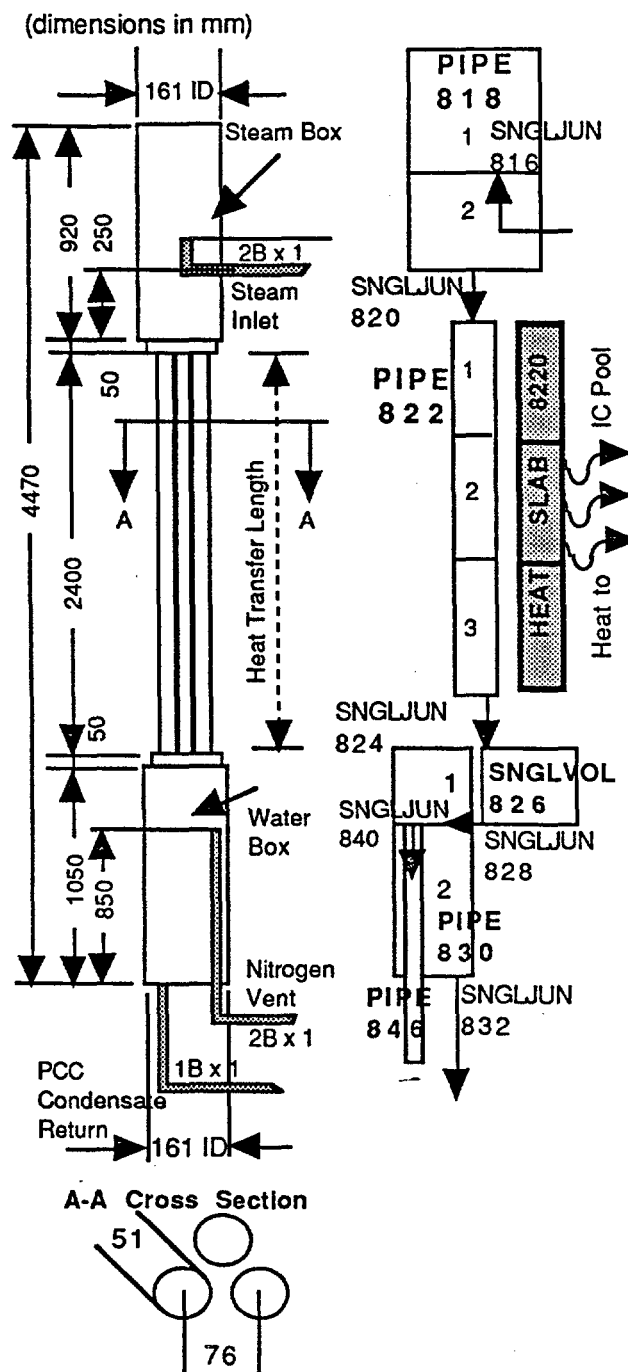 (dimensions in mm)
161 ID
Steam Box
920
250
2B x 1
Steam
Inlet
50
4470
2400
A
A
Heat Transfer Length
50
Water
Box
1050
850
Nitrogen
Vent
2B x 1
1B x 1
PCC
Condensate
Return
161 ID
A-A Cross Section
51
76
PIPE
818
1
SNGLJUN
816
2
SNGLJUN
820
PIPE
822
1
2
3
HEAT SLAB 8220
Heat to IC Pool
SNGLJUN
824
1
SNGLVOL
826
SNGLJUN
840
SNGLJUN
828
2
PIPE
830
PIPE
846
SNGLJUN
832